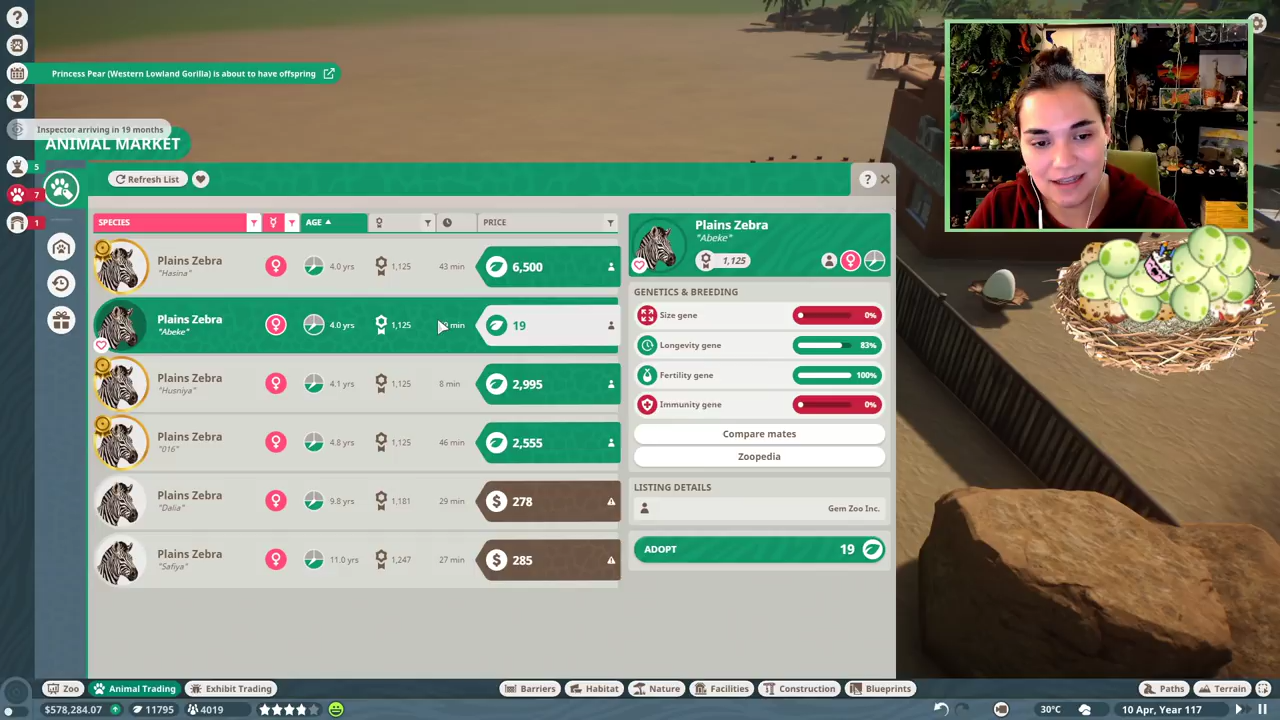 Princess Pear (Western Lowland Gorilla) is about to have offspring
Inspector arriving in 19 months
ANIMAL MARKET
5
7
1
Refresh List
?
SPECIES AGE PRICE
Plains Zebra
"Hasina"
4.0 yrs 1,125 43 min 6,500
Plains Zebra
"Abeke"
4.0 yrs 1,125 min 19
Plains Zebra
"Husniya"
4.1 yrs 1,125 8 min 2,995
Plains Zebra
"016"
4.8 yrs 1,125 46 min 2,555
Plains Zebra
"Dalia"
9.8 yrs 1,181 29 min $ 278
Plains Zebra
"Safiya"
11.0 yrs 1,247 27 min $ 285
Plains Zebra
"Abeke"
1,125
GENETICS & BREEDING
Size gene 0%
Longevity gene 83%
Fertility gene 100%
Immunity gene 0%
Compare mates
Zoopedia
LISTING DETAILS
Gem Zoo Inc.
ADOPT 19
Zoo Animal Trading Exhibit Trading Barriers Habitat Nature Facilities Construction Blueprints Paths Terrain
$578,284.07 11795 4019 30°C 10 Apr, Year 117